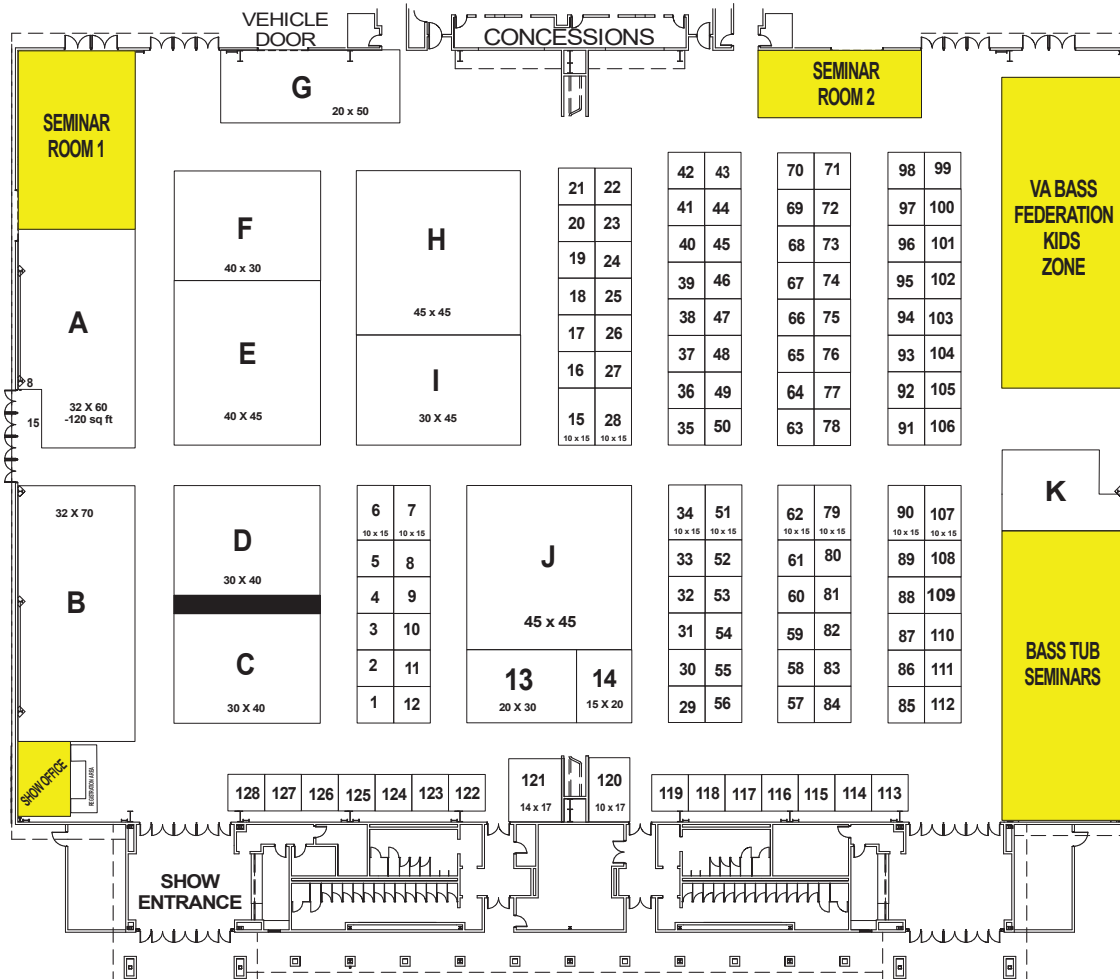 VEHICLE
DOOR
CONCESSIONS
G
20 x 50
SEMINAR
ROOM 1
SEMINAR
ROOM 2
VA BASS
FEDERATION
KIDS
ZONE
F
40 x 30
H
45 x 45
A
8
32 X 60
-120 sq ft
15
E
40 X 45
I
30 X 45
21 22
20 23
19 24
18 25
17 26
16 27
15 28
10 x 15 10 x 15
42 43
41 44
40 45
39 46
38 47
37 48
36 49
35 50
70 71
69 72
68 73
67 74
66 75
65 76
64 77
63 78
98 99
97 100
96 101
95 102
94 103
93 104
92 105
91 106
K
32 X 70
B
D
30 X 40
C
30 X 40
6 7
10 x 15 10 x 15
5 8
4 9
3 10
2 11
1 12
J
45 x 45
13
20 X 30
14
15 X 20
34 51
10 x 15 10 x 15
33 52
32 53
31 54
30 55
29 56
62 79
10 x 15 10 x 15
61 80
60 81
59 82
58 83
57 84
90 107
10 x 15 10 x 15
89 108
88 109
87 110
86 111
85 112
BASS TUB
SEMINARS
SHOW OFFICE
REGISTRATION AREA
128 127 126 125 124 123 122
121
14 x 17
120
10 x 17
119 118 117 116 115 114 113
SHOW
ENTRANCE